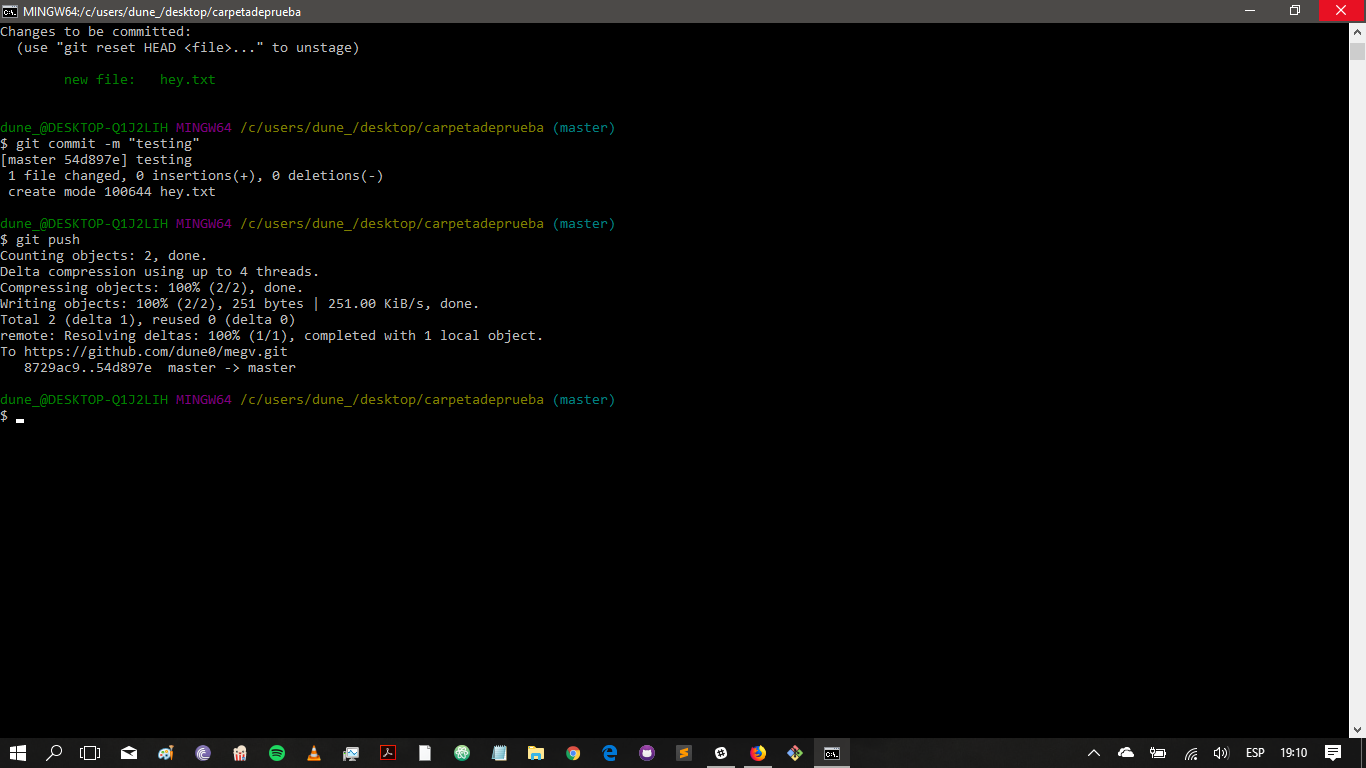 MINGW64:/c/users/dune_/desktop/carpetadeprueba
Changes to be committed:
  (use "git reset HEAD <file>..." to unstage)
        new file:   hey.txt
dune_@DESKTOP-Q1J2LIH MINGW64 /c/users/dune_/desktop/carpetadeprueba (master)
$ git commit -m "testing"
[master 54d897e] testing
 1 file changed, 0 insertions(+), 0 deletions(-)
 create mode 100644 hey.txt
dune_@DESKTOP-Q1J2LIH MINGW64 /c/users/dune_/desktop/carpetadeprueba (master)
$ git push
Counting objects: 2, done.
Delta compression using up to 4 threads.
Compressing objects: 100% (2/2), done.
Writing objects: 100% (2/2), 251 bytes | 251.00 KiB/s, done.
Total 2 (delta 1), reused 0 (delta 0)
remote: Resolving deltas: 100% (1/1), completed with 1 local object.
To https://github.com/dune0/megv.git
   8729ac9..54d897e  master -> master
dune_@DESKTOP-Q1J2LIH MINGW64 /c/users/dune_/desktop/carpetadeprueba (master)
$
ESP 19:10